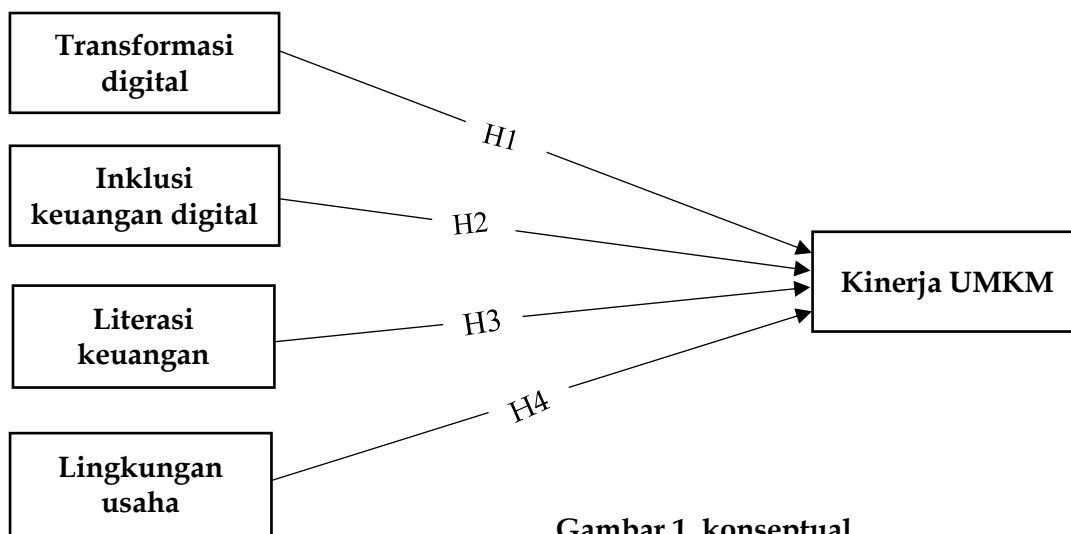 Transformasi
digital
H1
Inklusi
keuangan digital
H2
Kinerja UMKM
Literasi
keuangan
H3
H4
Lingkungan
usaha
Gambar 1. konseptual